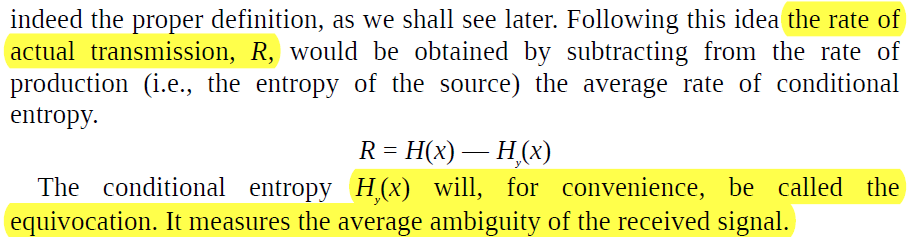 indeed the proper definition, as we shall see later. Following this idea the rate of
actual transmission, R, would be obtained by subtracting from the rate of
production (i.e., the entropy of the source) the average rate of conditional
entropy.
R = H(x) — Hy(x)
The conditional entropy Hy(x) will, for convenience, be called the
equivocation. It measures the average ambiguity of the received signal.